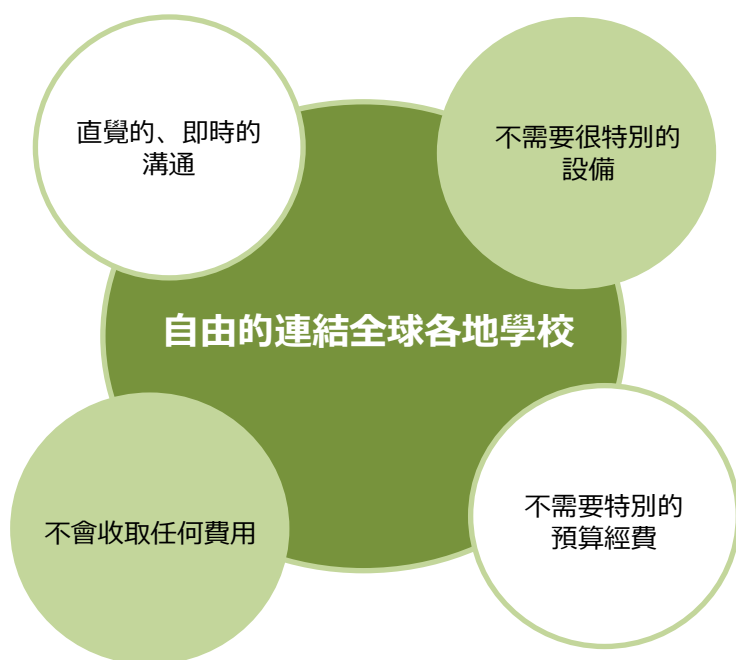 直覺的、即時的
溝通
不需要很特別的
設備
自由的連結全球各地學校
不會收取任何費用
不需要特別的
預算經費